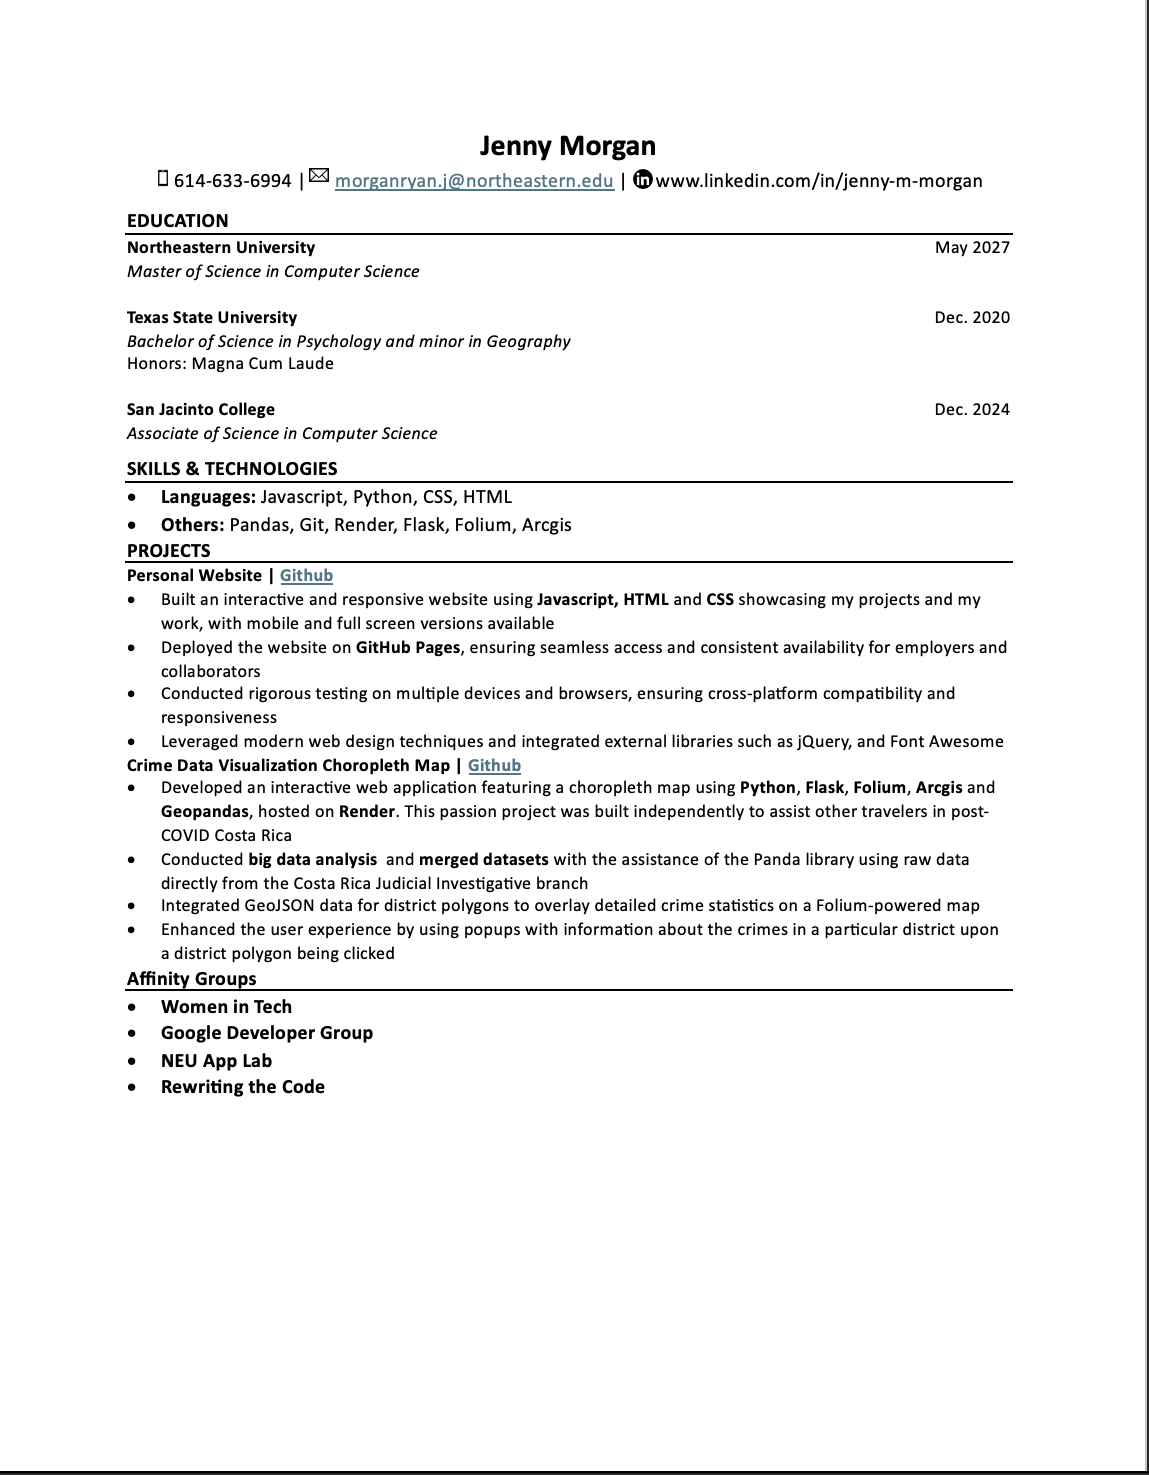 Jenny Morgan
614-633-6994 | morganryan.j@northeastern.edu | in www.linkedin.com/in/jenny-m-morgan
EDUCATION
Northeastern University May 2027
Master of Science in Computer Science
Texas State University Dec. 2020
Bachelor of Science in Psychology and minor in Geography
Honors: Magna Cum Laude
San Jacinto College Dec. 2024
Associate of Science in Computer Science
SKILLS & TECHNOLOGIES
• Languages: Javascript, Python, CSS, HTML
• Others: Pandas, Git, Render, Flask, Folium, Arcgis
PROJECTS
Personal Website | Github
• Built an interactive and responsive website using Javascript, HTML and CSS showcasing my projects and my
work, with mobile and full screen versions available
• Deployed the website on GitHub Pages, ensuring seamless access and consistent availability for employers and
collaborators
• Conducted rigorous testing on multiple devices and browsers, ensuring cross-platform compatibility and
responsiveness
• Leveraged modern web design techniques and integrated external libraries such as jQuery, and Font Awesome
Crime Data Visualization Choropleth Map | Github
• Developed an interactive web application featuring a choropleth map using Python, Flask, Folium, Arcgis and
Geopandas, hosted on Render. This passion project was built independently to assist other travelers in post-
COVID Costa Rica
• Conducted big data analysis and merged datasets with the assistance of the Panda library using raw data
directly from the Costa Rica Judicial Investigative branch
• Integrated GeoJSON data for district polygons to overlay detailed crime statistics on a Folium-powered map
• Enhanced the user experience by using popups with information about the crimes in a particular district upon
a district polygon being clicked
Affinity Groups
• Women in Tech
• Google Developer Group
• NEU App Lab
• Rewriting the Code